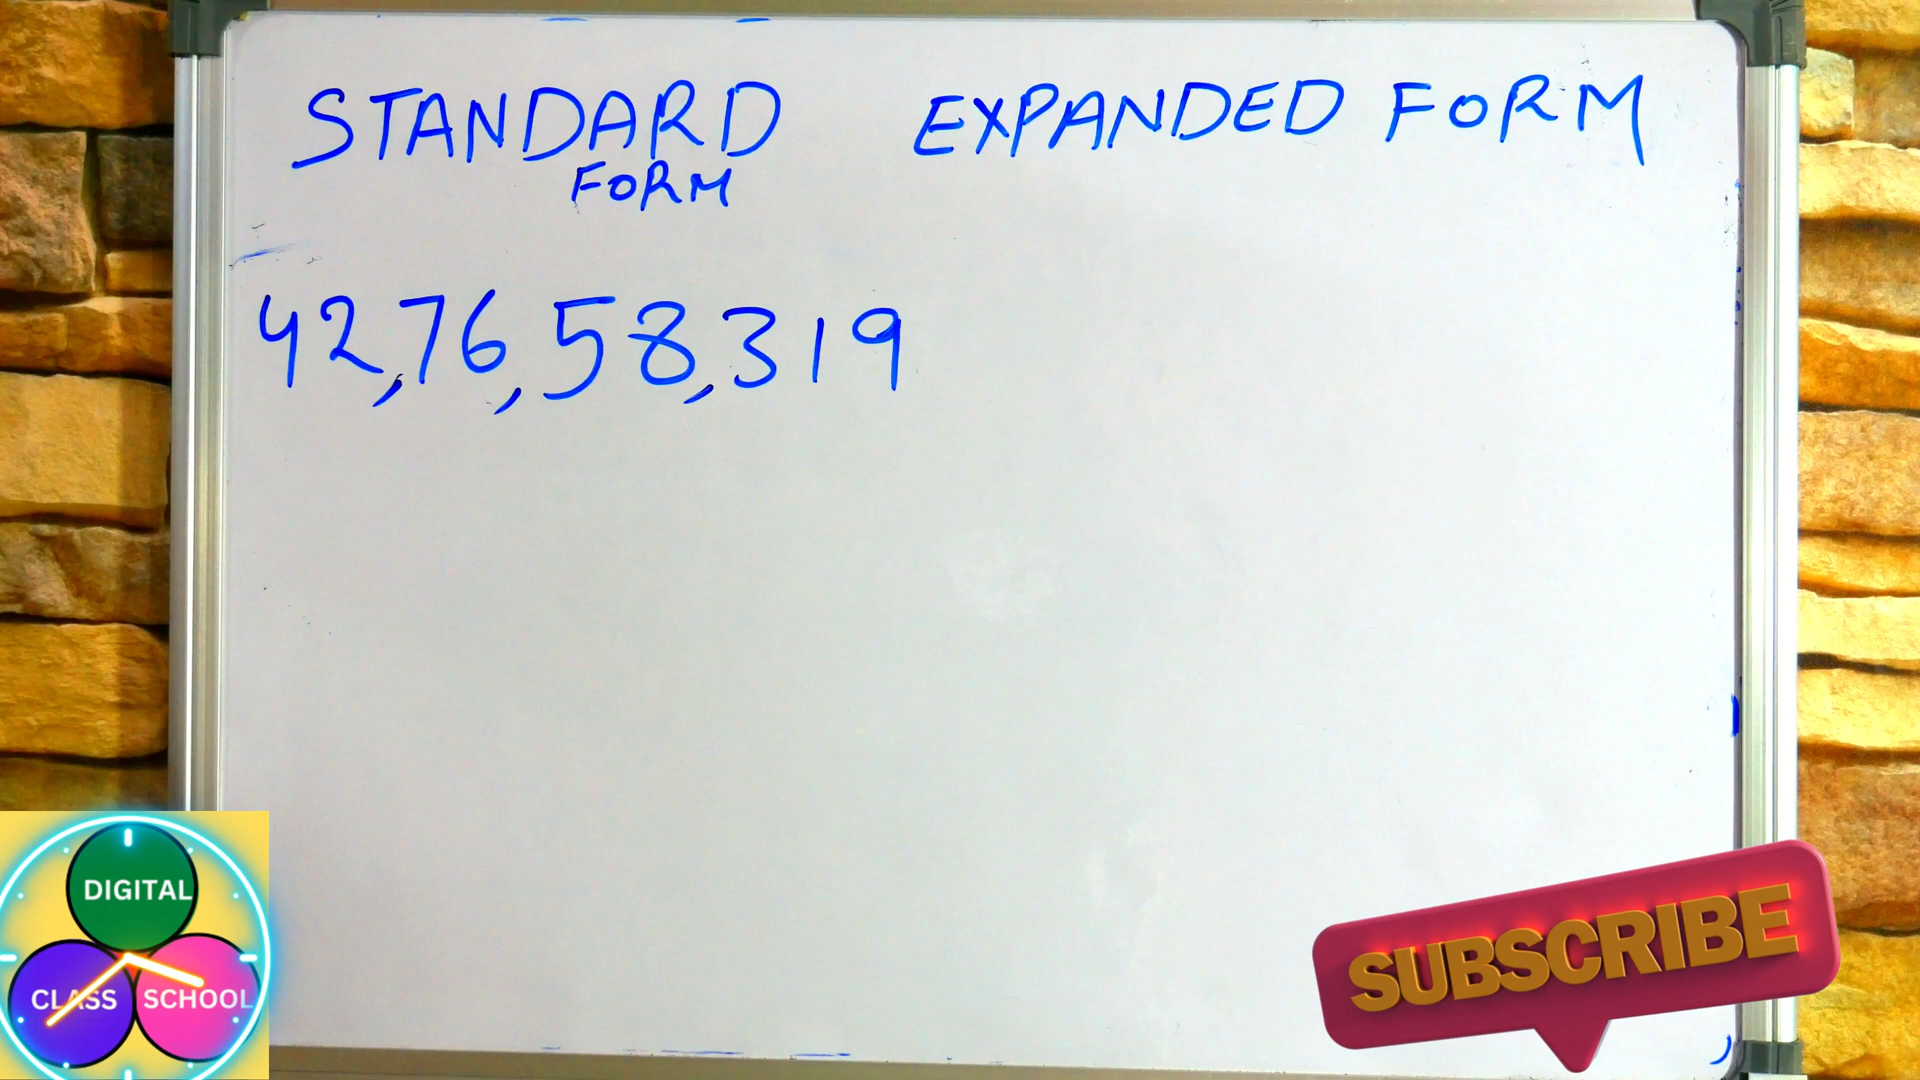 STANDARD EXPANDED FORM
FORM
42,76,58,319
DIGITAL
CLASS SCHOOL
SUBSCRIBE